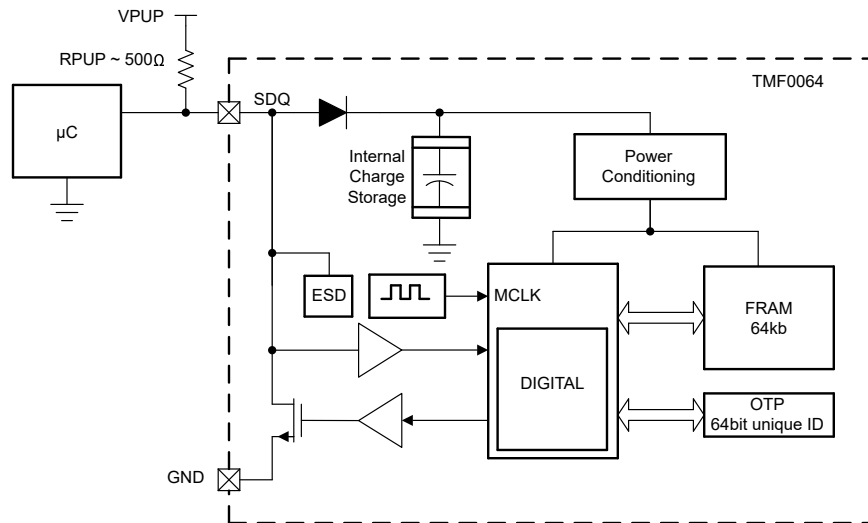 VPUP
RPUP ~ 500Ω
TMF0064
SDQ
µC
Internal
Charge
Storage
Power
Conditioning
ESD
MCLK
FRAM
64kb
DIGITAL
OTP
64bit unique ID
GND